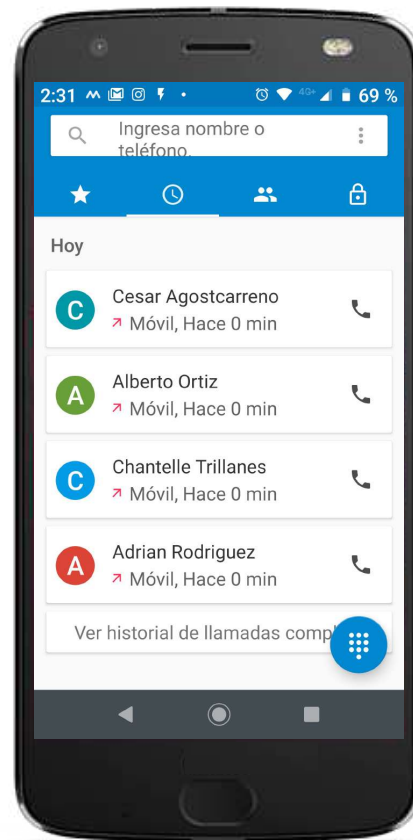 2:31 4G+ 69 %
Ingresa nombre o
teléfono.
Hoy
C Cesar Agostcarreno
Móvil, Hace 0 min
A Alberto Ortiz
Móvil, Hace 0 min
C Chantelle Trillanes
Móvil, Hace 0 min
A Adrian Rodriguez
Móvil, Hace 0 min
Ver historial de llamadas comp